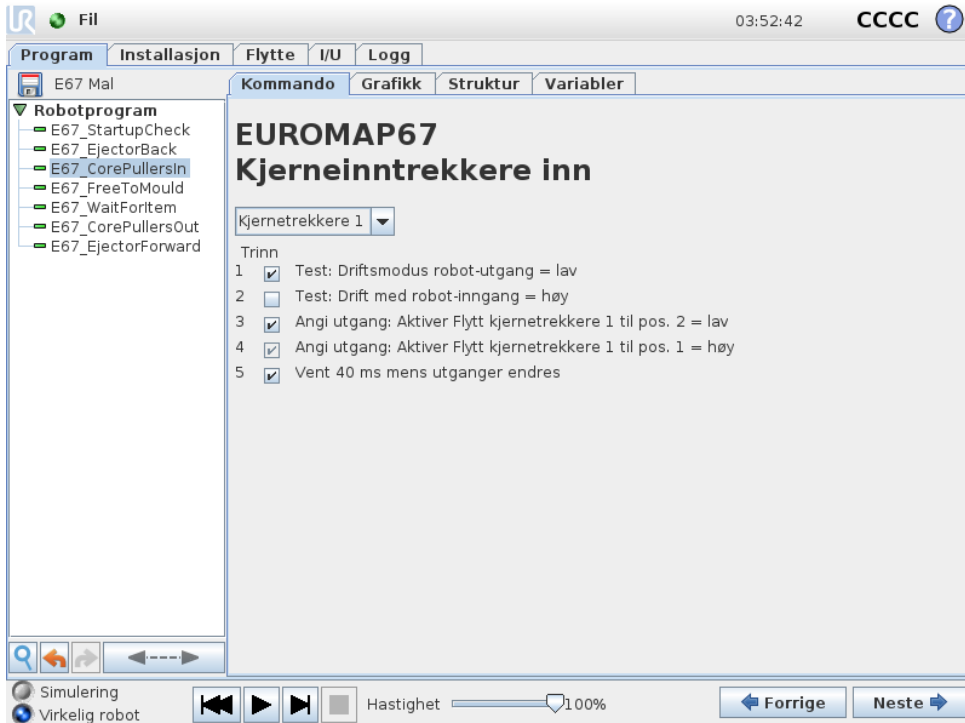 UR Fil 03:52:42 CCCC ?
Program Installasjon Flytte I/U Logg
E67 Mal Kommando Grafikk Struktur Variabler
Robotprogram
E67_StartupCheck
E67_EjectorBack
E67_CorePullersIn
E67_FreeToMould
E67_WaitForItem
E67_CorePullersOut
E67_EjectorForward
EUROMAP67
Kjerneinntrekkere inn
Kjernetrekkere 1
Trinn
1 Test: Driftsmodus robot-utgang = lav
2 Test: Drift med robot-inngang = høy
3 Angi utgang: Aktiver Flytt kjernetrekkere 1 til pos. 2 = lav
4 Angi utgang: Aktiver Flytt kjernetrekkere 1 til pos. 1 = høy
5 Vent 40 ms mens utganger endres
Simulering
Virkelig robot
Hastighet 100%
Forrige Neste